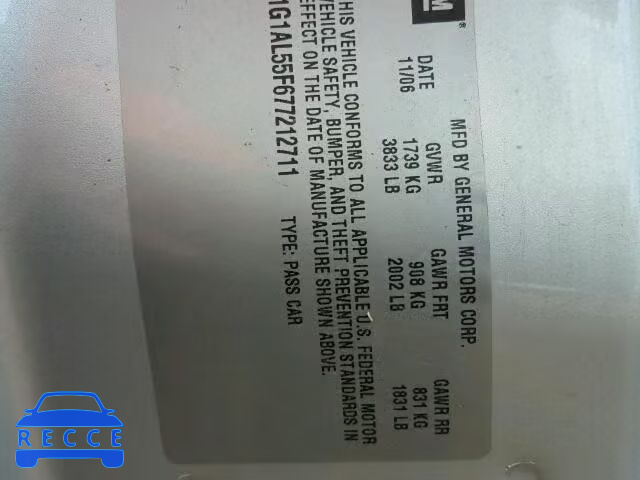 GM ®
MFD BY GENERAL MOTORS CORP.
DATE GVWR GAWR FRT GAWR RR
11/06 1739 KG 908 KG 831 KG
3833 LB 2002 LB 1831 LB
THIS VEHICLE CONFORMS TO ALL APPLICABLE U.S. FEDERAL MOTOR
VEHICLE SAFETY, BUMPER, AND THEFT PREVENTION STANDARDS IN
EFFECT ON THE DATE OF MANUFACTURE SHOWN ABOVE.
1G1AL55F677212711 TYPE: PASS CAR
RECCE